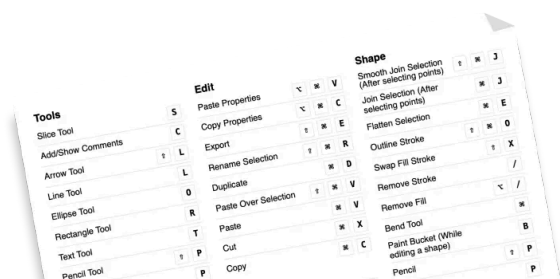 Tools
Slice Tool S
Add/Show Comments C
Arrow Tool ⇧ L
Line Tool L
Ellipse Tool O
Rectangle Tool R
Text Tool T
Pencil Tool ⇧ P
P
Edit
Paste Properties ⌥ ⌘ V
Copy Properties ⌥ ⌘ C
Export ⇧ ⌘ E
Rename Selection ⇧ ⌘ R
Duplicate ⌘ D
Paste Over Selection ⇧ ⌘ V
Paste ⌘ V
Cut ⌘ X
Copy ⌘ C
Shape
Smooth Join Selection ⇧ ⌘ J
(After selecting points)
Join Selection (After ⌘ J
selecting points)
Flatten Selection ⌘ E
Outline Stroke ⇧ ⌘ O
Swap Fill Stroke ⇧ X
Remove Stroke /
Remove Fill ⌥ /
Bend Tool ⌘
Paint Bucket (While B
editing a shape)
Pencil ⇧ P